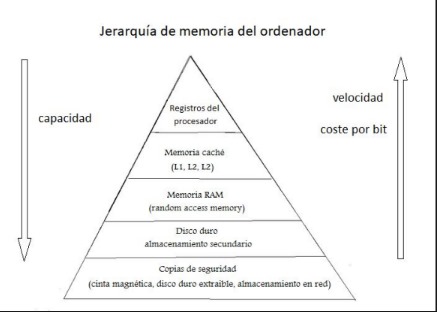 Jerarquía de memoria del ordenador
capacidad
velocidad
coste por bit
Registros del
procesador
Memoria caché
(L1, L2, L2)
Memoria RAM
(random access memory)
Disco duro
almacenamiento secundario
Copias de seguridad
(cinta magnética, disco duro extraible, almacenamiento en red)